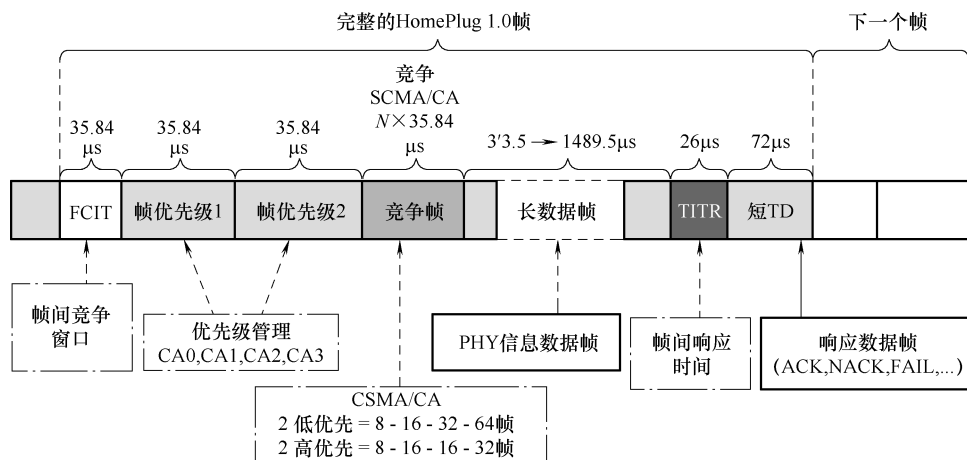 完整的HomePlug 1.0帧
下一个帧
竞争
SCMA/CA
N×35.84
μs
35.84
μs
35.84
μs
35.84
μs
3′3.5→1489.5μs
26μs
72μs
FCIT
帧优先级1
帧优先级2
竞争帧
长数据帧
TITR
短TD
帧间竞争
窗口
优先级管理
CA0,CA1,CA2,CA3
PHY信息数据帧
帧间响应
时间
响应数据帧
(ACK,NACK,FAIL,...)
CSMA/CA
2 低优先 = 8 - 16 - 32 - 64帧
2 高优先 = 8 - 16 - 16 - 32帧